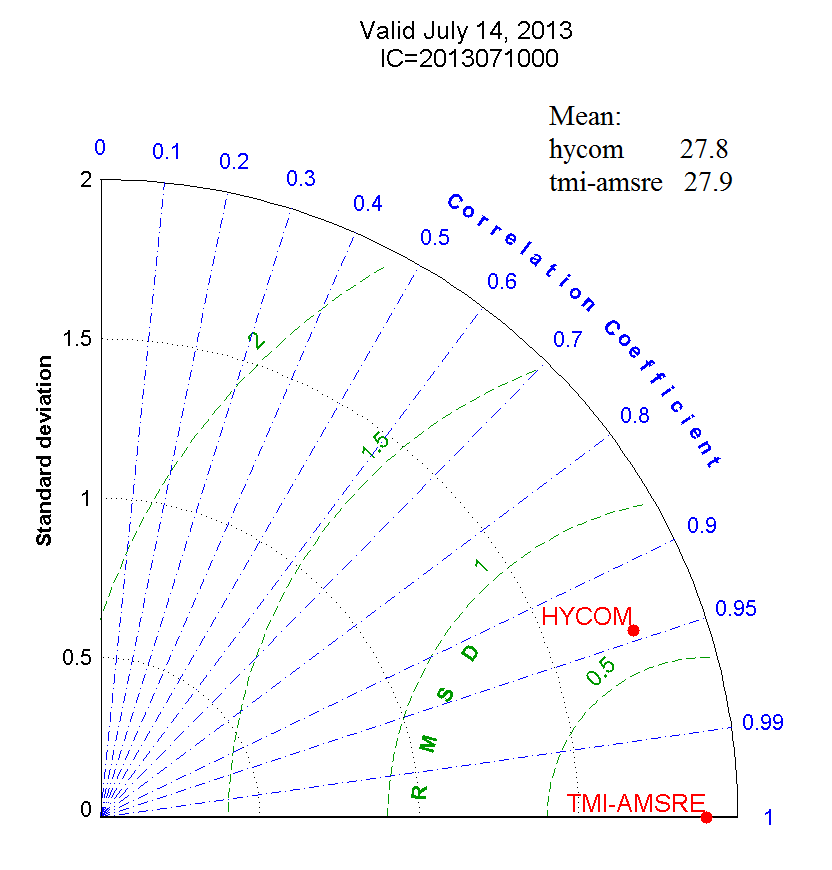 Valid July 14, 2013
IC=2013071000
Mean:
hycom 27.8
tmi-amsre 27.9
0
0.1
0.2
0.3
0.4
0.5
0.6
0.7
0.8
0.9
0.95
0.99
1
Correlation Coefficient
2
1.5
1
0.5
0
Standard deviation
2
1.5
1
0.5
RMSD
HYCOM
TMI-AMSRE